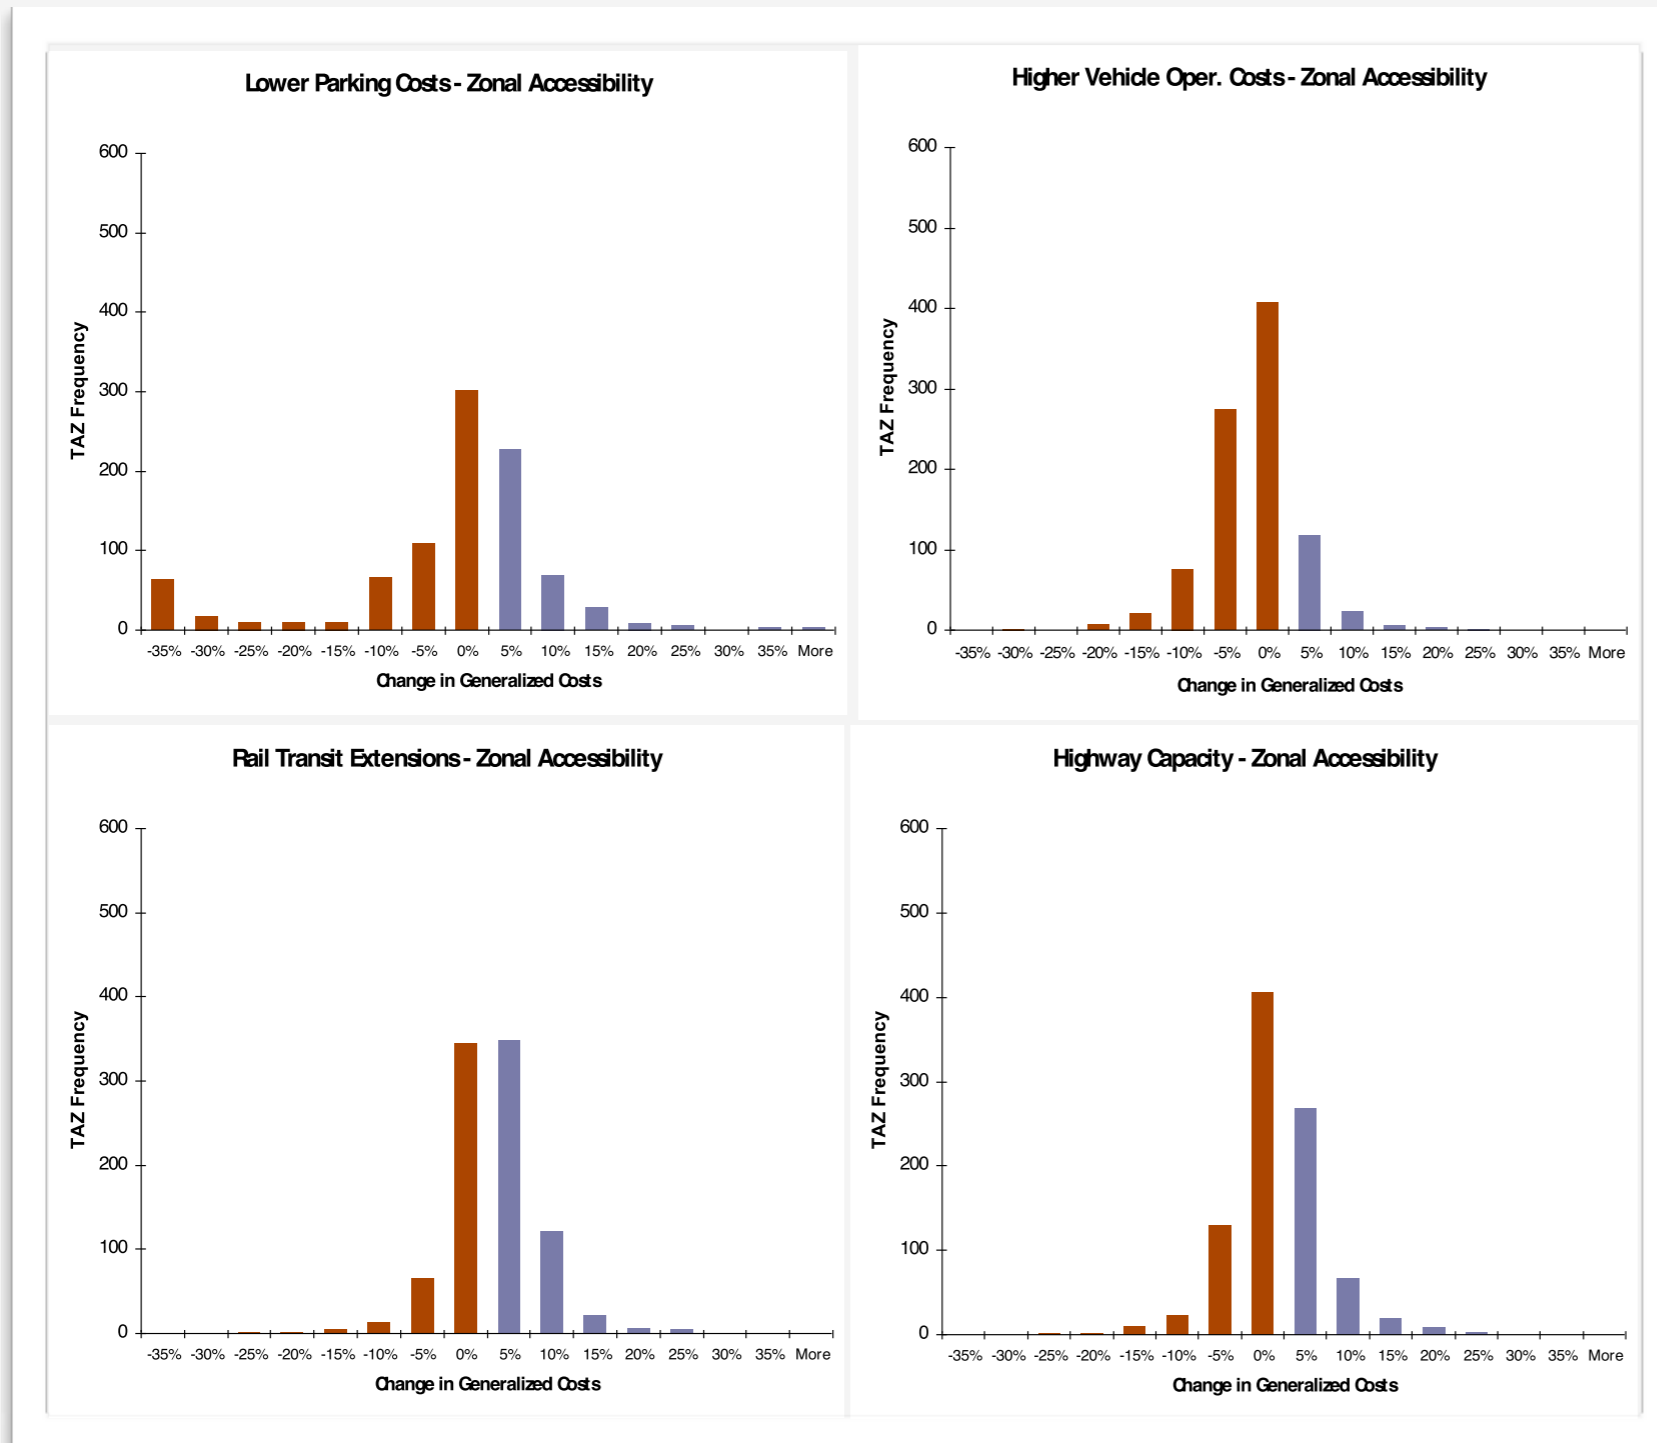 Lower Parking Costs - Zonal Accessibility
600
500
400
300
200
100
0
TAZ Frequency
-35% -30% -25% -20% -15% -10% -5% 0% 5% 10% 15% 20% 25% 30% 35% More
Change in Generalized Costs
Higher Vehicle Oper. Costs - Zonal Accessibility
600
500
400
300
200
100
0
TAZ Frequency
-35% -30% -25% -20% -15% -10% -5% 0% 5% 10% 15% 20% 25% 30% 35% More
Change in Generalized Costs
Rail Transit Extensions - Zonal Accessibility
600
500
400
300
200
100
0
TAZ Frequency
-35% -30% -25% -20% -15% -10% -5% 0% 5% 10% 15% 20% 25% 30% 35% More
Change in Generalized Costs
Highway Capacity - Zonal Accessibility
600
500
400
300
200
100
0
TAZ Frequency
-35% -30% -25% -20% -15% -10% -5% 0% 5% 10% 15% 20% 25% 30% 35% More
Change in Generalized Costs